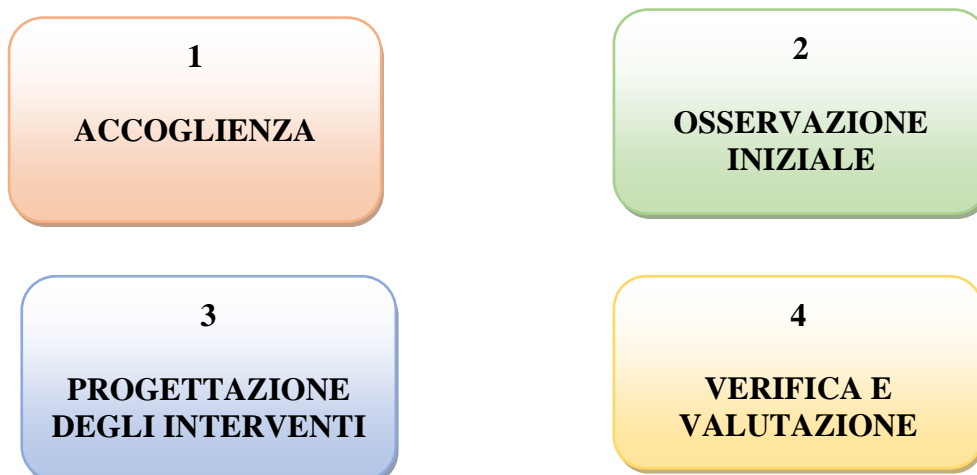 1
ACCOGLIENZA
2
OSSERVAZIONE
INIZIALE
3
PROGETTAZIONE
DEGLI INTERVENTI
4
VERIFICA E
VALUTAZIONE